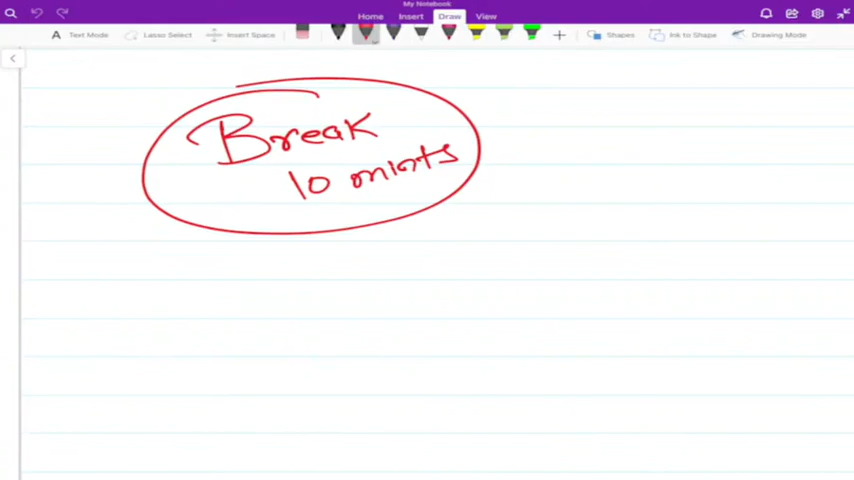 My Notebook
Home Insert Draw View
A Text Mode Lasso Select Insert Space Shapes Ink to Shape Drawing Mode
Break
10 mints